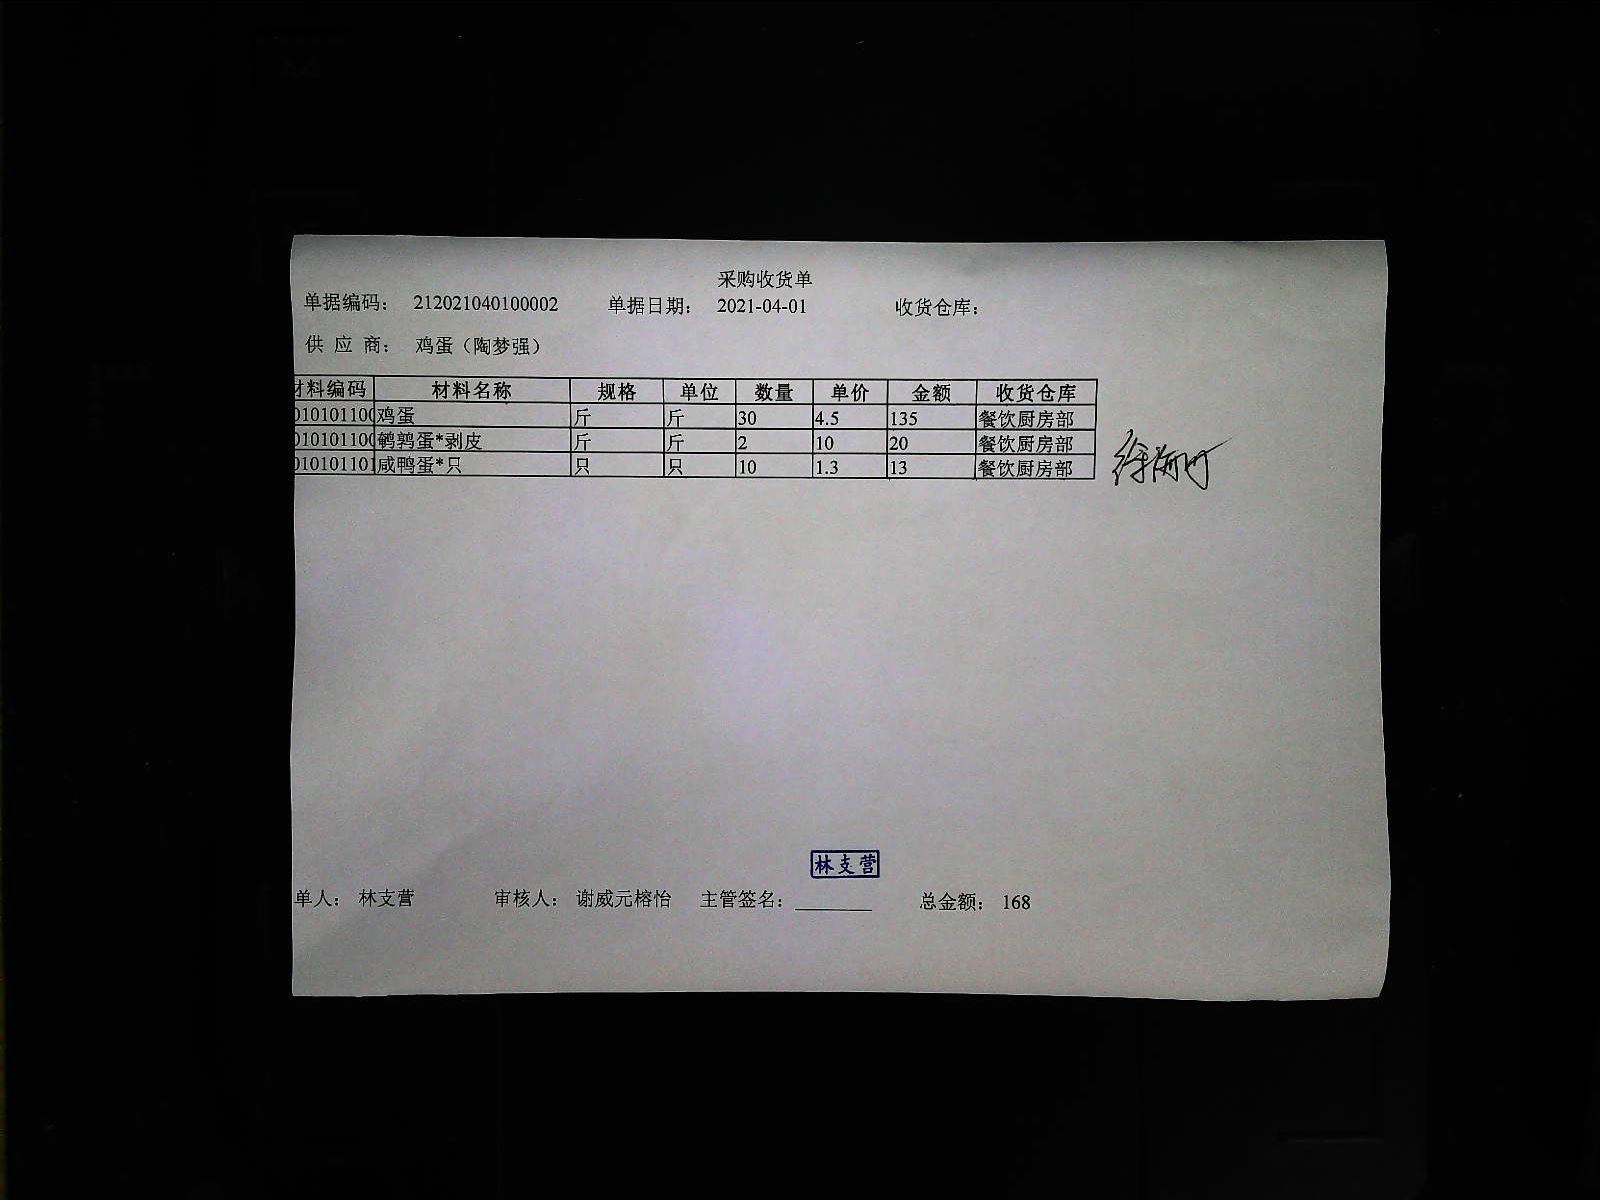 采购收货单
单据编码： 212021040100002 单据日期： 2021-04-01 收货仓库：
供 应 商： 鸡蛋（陶梦强）
材料编码 材料名称 规格 单位 数量 单价 金额 收货仓库
010101100 鸡蛋 斤 斤 30 4.5 135 餐饮厨房部
010101100 鹌鹑蛋*剥皮 斤 斤 2 10 20 餐饮厨房部
010101101 咸鸭蛋*只 只 只 10 1.3 13 餐饮厨房部
林支营
单人： 林支营 审核人： 谢威元榕怡 主管签名： 总金额： 168